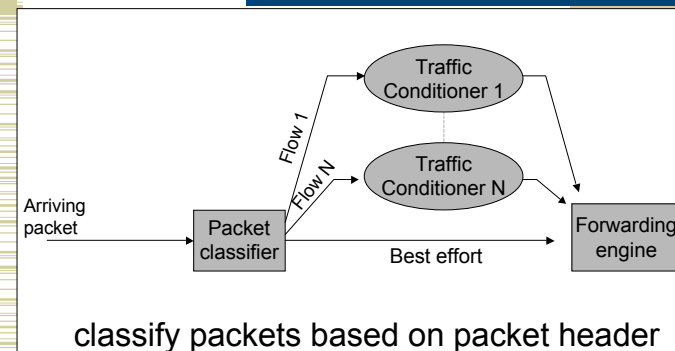 Traffic
Conditioner 1
Flow 1
Flow N
Traffic
Conditioner N
Arriving
packet
Packet
classifier
Best effort
Forwarding
engine
classify packets based on packet header